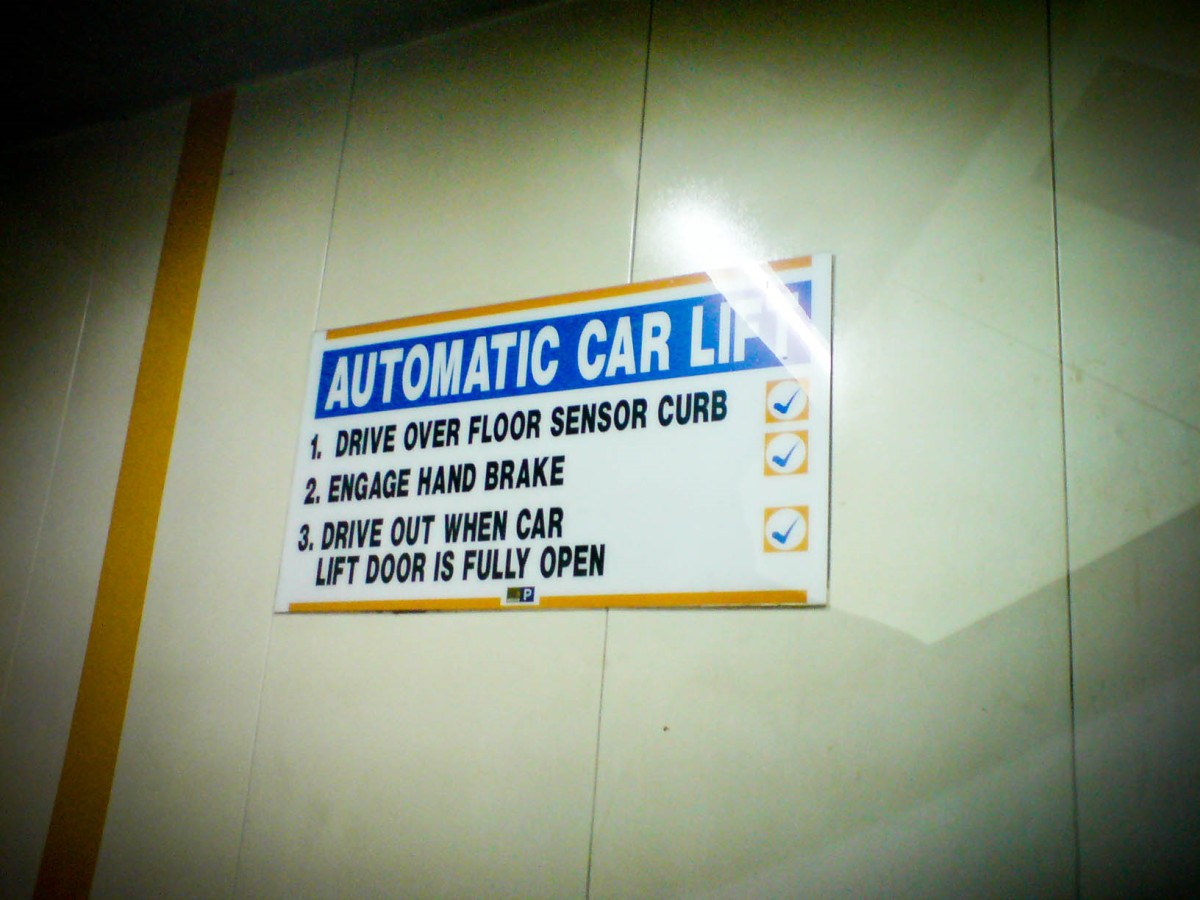 AUTOMATIC CAR LIFT
1. DRIVE OVER FLOOR SENSOR CURB
2. ENGAGE HAND BRAKE
3. DRIVE OUT WHEN CAR
LIFT DOOR IS FULLY OPEN
P